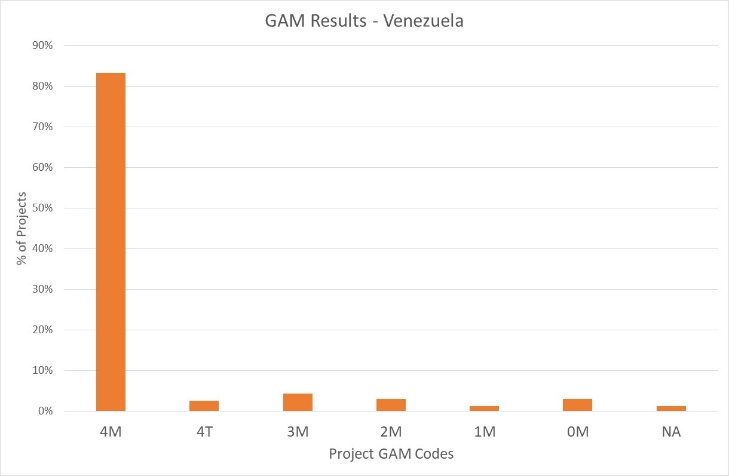 GAM Results - Venezuela
90%
80%
70%
60%
50%
40%
30%
20%
10%
0%
% of Projects
4M 4T 3M 2M 1M 0M NA
Project GAM Codes